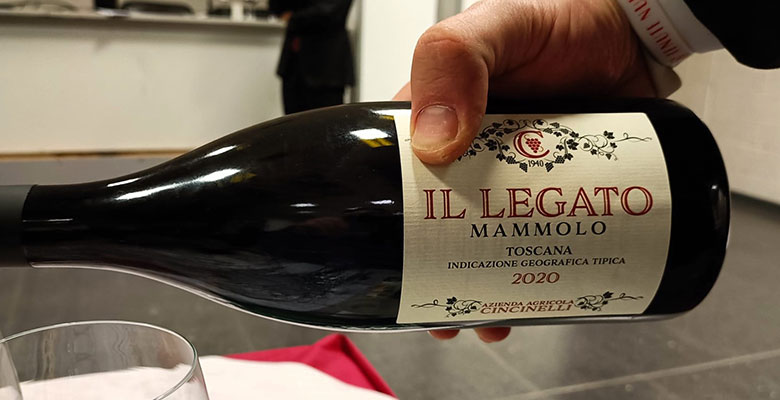 C
1940
IL LEGATO
MAMMOLO
TOSCANA
INDICAZIONE GEOGRAFICA TIPICA
2020
AZIENDA AGRICOLA
CINCINELLI